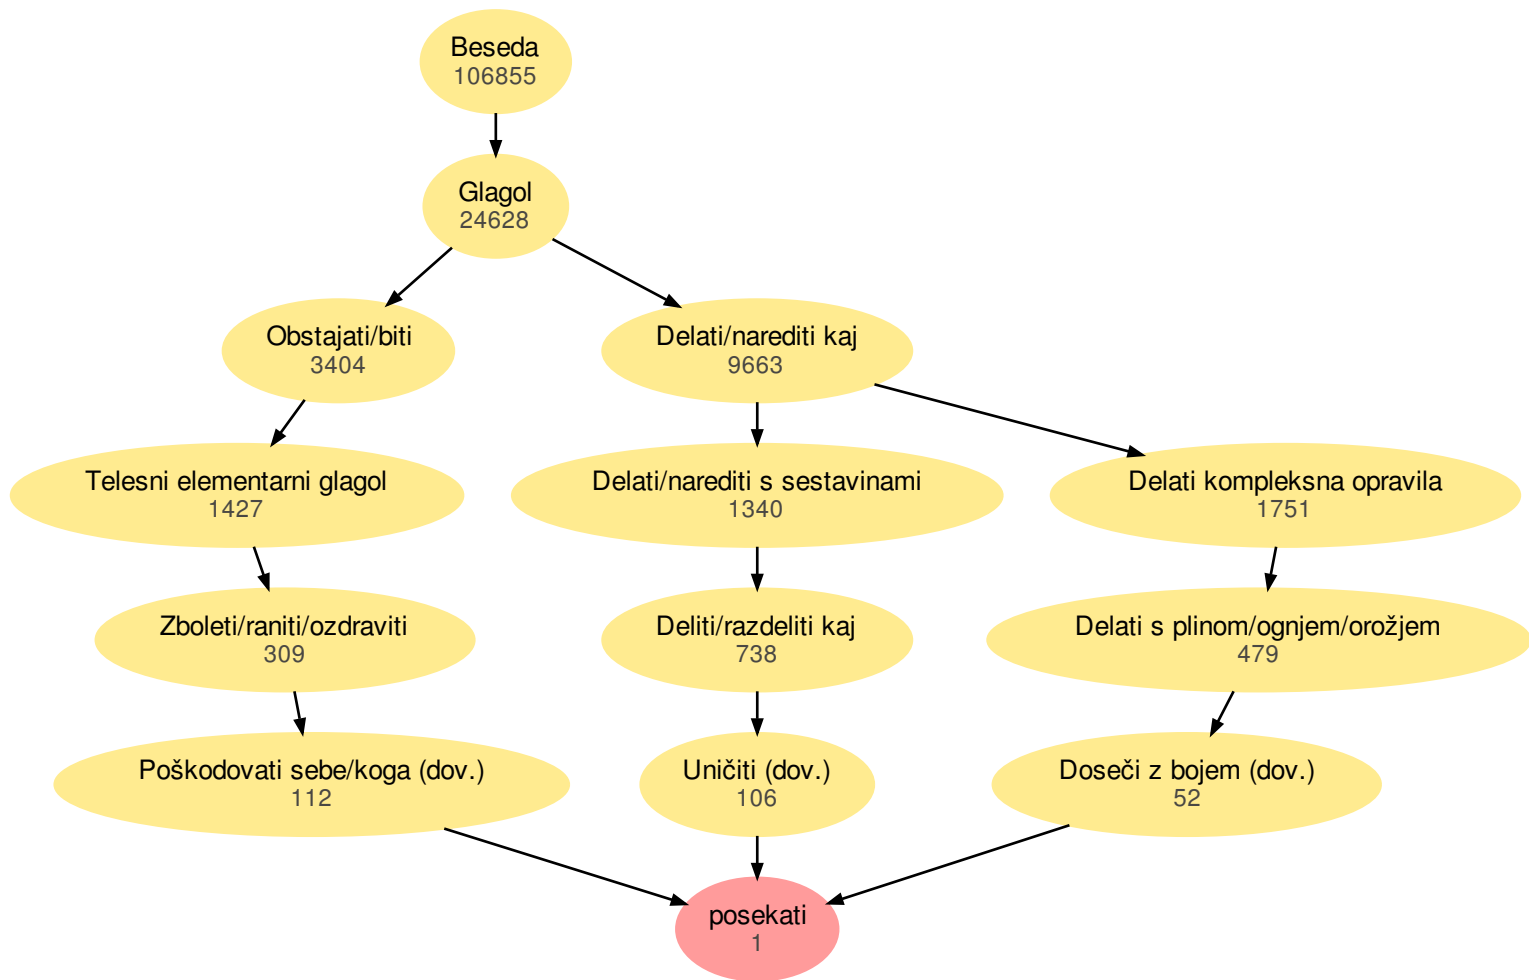 Beseda
106855
Glagol
24628
Obstajati/biti
3404
Delati/narediti kaj
9663
Telesni elementarni glagol
1427
Delati/narediti s sestavinami
1340
Delati kompleksna opravila
1751
Zboleti/raniti/ozdraviti
309
Deliti/razdeliti kaj
738
Delati s plinom/ognjem/orožjem
479
Poškodovati sebe/koga (dov.)
112
Uničiti (dov.)
106
Doseči z bojem (dov.)
52
posekati
1